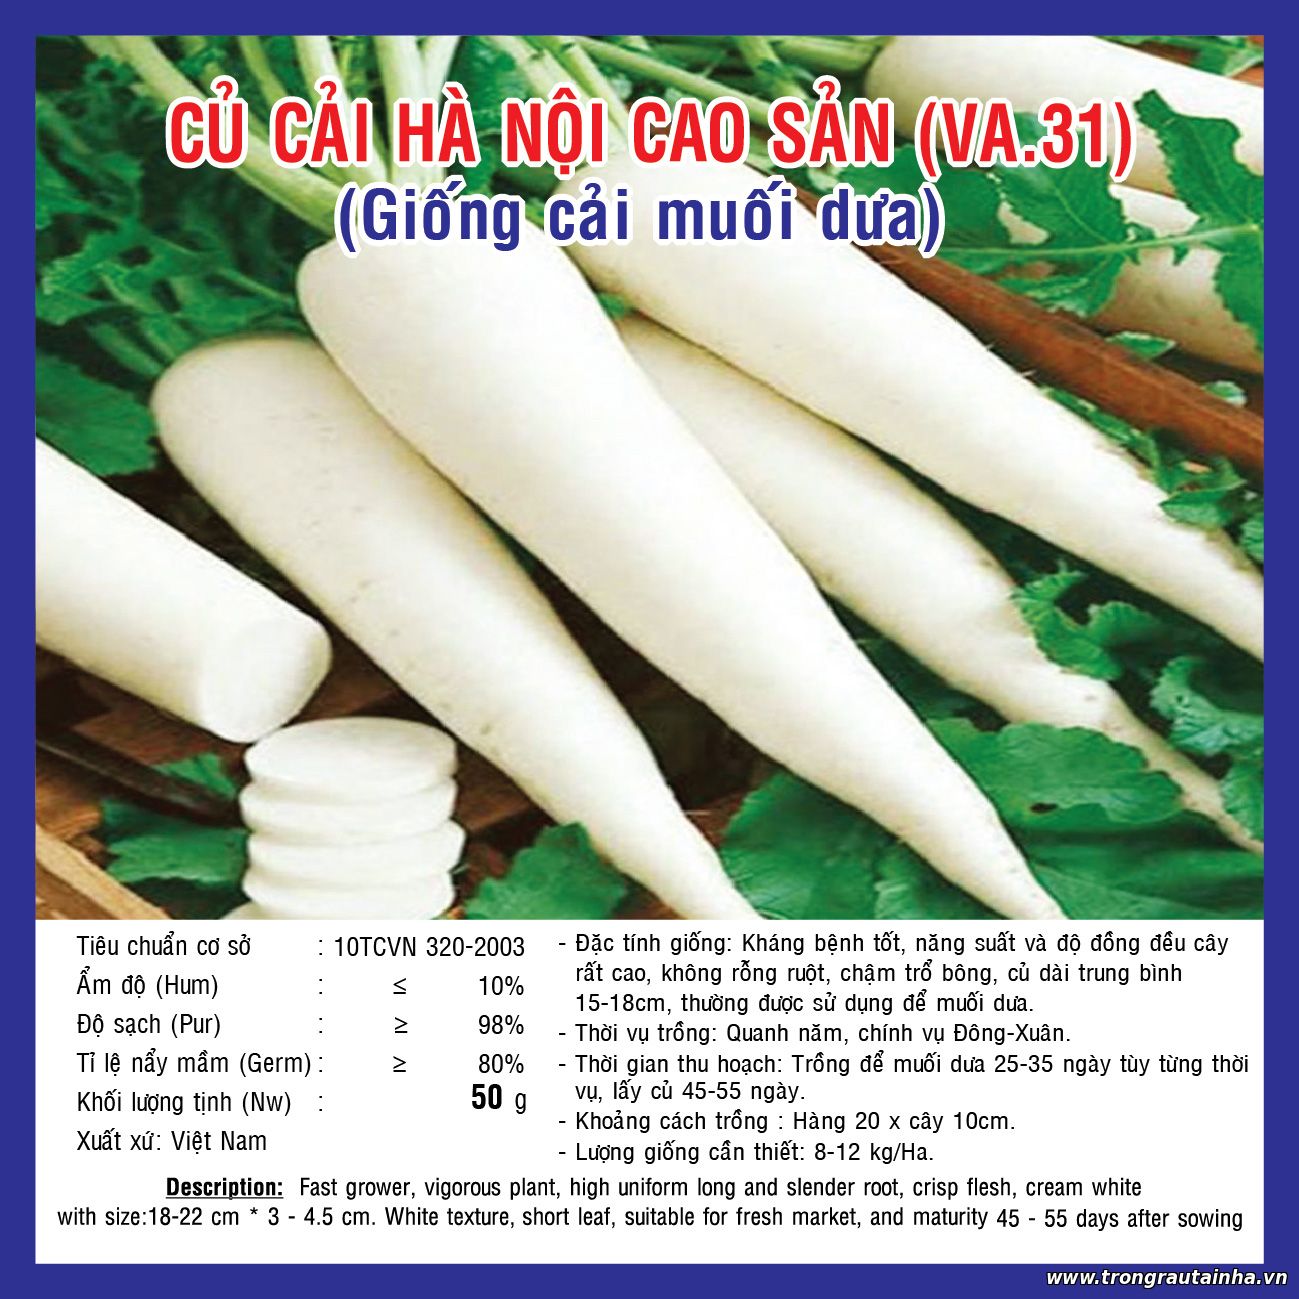 CỦ CẢI HÀ NỘI CAO SẢN (VA.31)
(Giống cải muối dưa)
Tiêu chuẩn cơ sở : 10TCVN 320-2003
Ẩm độ (Hum) : ≤ 10%
Độ sạch (Pur) : ≥ 98%
Tỉ lệ nẩy mầm (Germ) : ≥ 80%
Khối lượng tịnh (Nw) : 50 g
Xuất xứ: Việt Nam
- Đặc tính giống: Kháng bệnh tốt, năng suất và độ đồng đều cây
rất cao, không rỗng ruột, chậm trổ bông, củ dài trung bình
15-18cm, thường được sử dụng để muối dưa.
- Thời vụ trồng: Quanh năm, chính vụ Đông-Xuân.
- Thời gian thu hoạch: Trồng để muối dưa 25-35 ngày tùy từng thời
vụ, lấy củ 45-55 ngày.
- Khoảng cách trồng : Hàng 20 x cây 10cm.
- Lượng giống cần thiết: 8-12 kg/Ha.
Description: Fast grower, vigorous plant, high uniform long and slender root, crisp flesh, cream white
with size:18-22 cm * 3 - 4.5 cm. White texture, short leaf, suitable for fresh market, and maturity 45 - 55 days after sowing
www.trongrautainha.vn